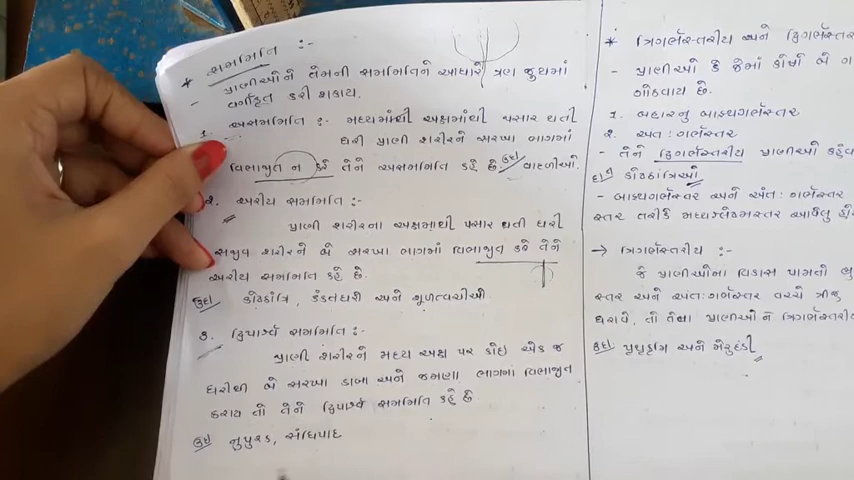 * સમમિતિ :-
- પ્રાણીઓને તેમની સમમિતિને આધારે ત્રણ જુથમાં
વર્ગીકૃત કરી શકાય.
1. અસમમિતિ :- મધ્યમાંથી અક્ષમાંથી પસાર થતી
ધરી પ્રાણી શરીરને સરખા ભાગમાં
વિભાજીત ન કરે તેને અસમમિતિ કહે છે. ઉદા વાદળીઓ.
૨. અરીય સમમિતિ :-
પ્રાણી શરીરના અક્ષમાંથી પસાર થતી ધરી
સજીવ શરીરને બે સરખા ભાગમાં વિભાજીત કરે તેને
અરીય સમમિતિ કહે છે.
ઉદા કોષ્ઠાંત્રિ, કંકતધરી અને શૂળત્વચીઓ
૩. દ્વિપાર્શ્વ સમમિતિ :-
પ્રાણી શરીરને મધ્ય અક્ષ પર કોઇ એક જ
ધરીથી બે સરખા ડાબા અને જમણા ભાગમાં વિભાજીત
કરાય તો તેને દ્વિપાર્શ્વ સમમિતિ કહે છે
ઉદા નુપુરક, સંધિપાદ
* ત્રિગર્ભસ્તરીય અને દ્વિગર્ભસ્તરી
- પ્રાણીઓ કે જેમાં કોષો બે ગ
ગોઠવાય છે.
1. બહારનુ બાહ્યગર્ભસ્તર
૨. અંત: ગર્ભસ્તર
- તેને દ્વિગર્ભસ્તરીય પ્રાણીઓ કહેવા
ઉદા કોષ્ઠાંત્રિઓ
- બાહ્યગર્ભસ્તર અને અંત: ગર્ભસ્ત
સ્તર તરીકે મધ્યશ્લેષ્મસ્તર આવેલુ હો
→ ત્રિગર્ભસ્તરીય :-
જે પ્રાણીઓના વિકાસ પામતો ભ્રુ
સ્તર અને અંત:ગર્ભસ્તર વચ્ચે ત્રીજુ
ધરાવે, તો તેવા પ્રાણીઓ ને ત્રિગર્ભસ્તરીય
ઉદા પૃથુકૃમિ અને મેરૂદંડી